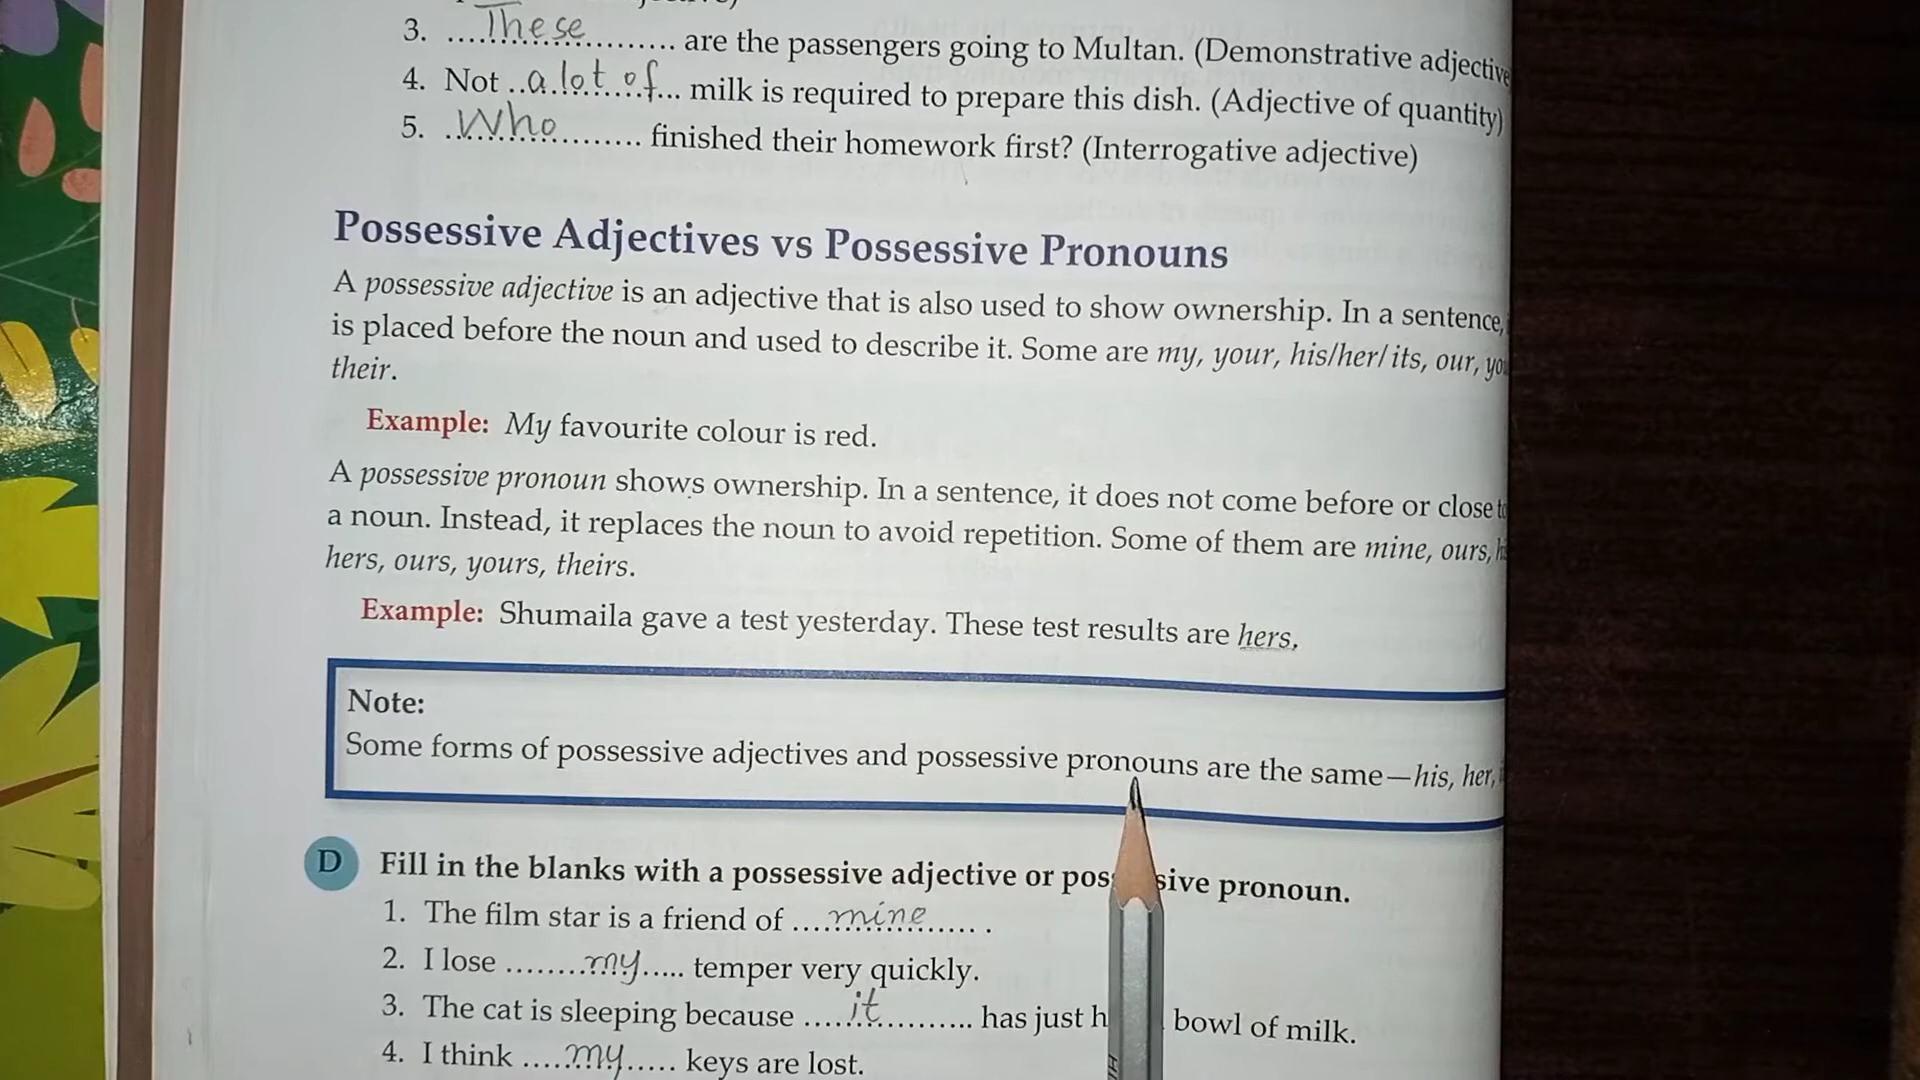 3. These are the passengers going to Multan. (Demonstrative adjective
4. Not a lot of milk is required to prepare this dish. (Adjective of quantity)
5. Who finished their homework first? (Interrogative adjective)
Possessive Adjectives vs Possessive Pronouns
A possessive adjective is an adjective that is also used to show ownership. In a sentence,
is placed before the noun and used to describe it. Some are my, your, his/her/its, our,
their.
Example: My favourite colour is red.
A possessive pronoun shows ownership. In a sentence, it does not come before or close
a noun. Instead, it replaces the noun to avoid repetition. Some of them are mine, ours,
hers, ours, yours, theirs.
Example: Shumaila gave a test yesterday. These test results are hers.
Note:
Some forms of possessive adjectives and possessive pronouns are the same—his, her,
D Fill in the blanks with a possessive adjective or possessive pronoun.
1. The film star is a friend of mine.
2. I lose my temper very quickly.
3. The cat is sleeping because it has just bowl of milk.
4. I think my keys are lost.